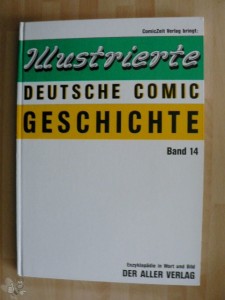 ComicZeit Verlag bringt:
Illustrierte
DEUTSCHE COMIC
GESCHICHTE
Band 14
Enzyklopädie in Wort und Bild
DER ALLER VERLAG